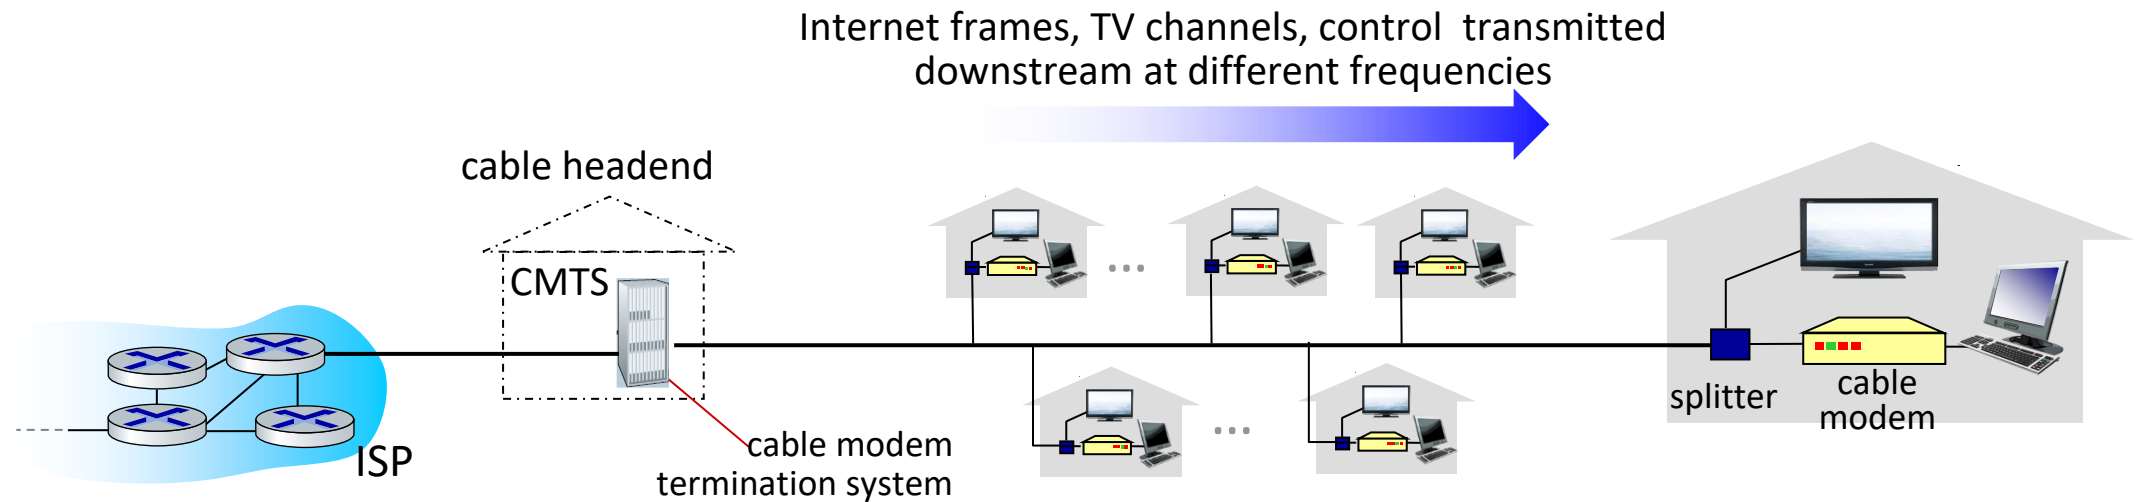 Internet frames, TV channels, control  transmitted
downstream at different frequencies
cable headend
CMTS
ISP
cable modem
termination system
splitter
cable
modem